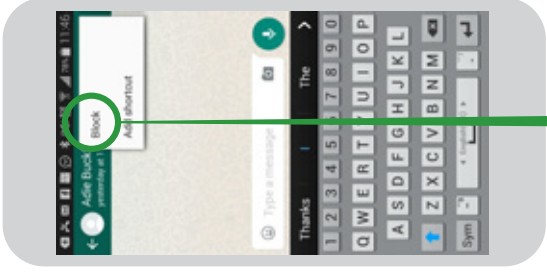 78% 11:46
Adie Buck
yesterday at 1
Block
Add shortcut
Type a message
Thanks I The
1 2 3 4 5 6 7 8 9 0
Q W E R T Y U I O P
A S D F G H J K L
Z X C V B N M
Sym English